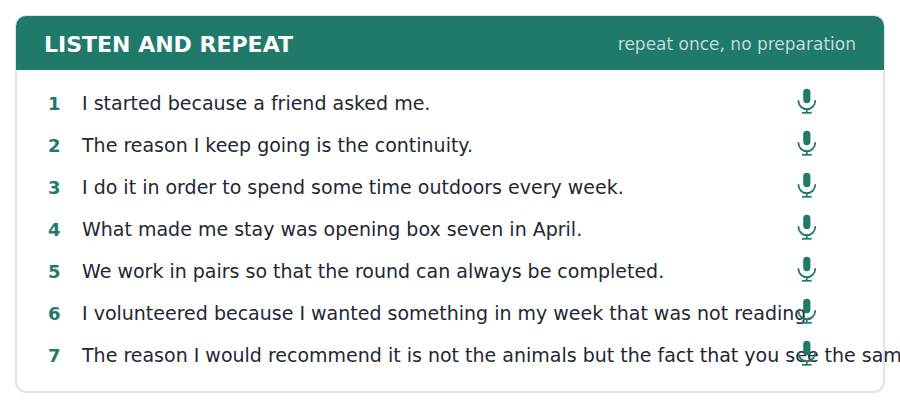 LISTEN AND REPEAT
repeat once, no preparation
1 I started because a friend asked me.
2 The reason I keep going is the continuity.
3 I do it in order to spend some time outdoors every week.
4 What made me stay was opening box seven in April.
5 We work in pairs so that the round can always be completed.
6 I volunteered because I wanted something in my week that was not reading
7 The reason I would recommend it is not the animals but the fact that you see the sam